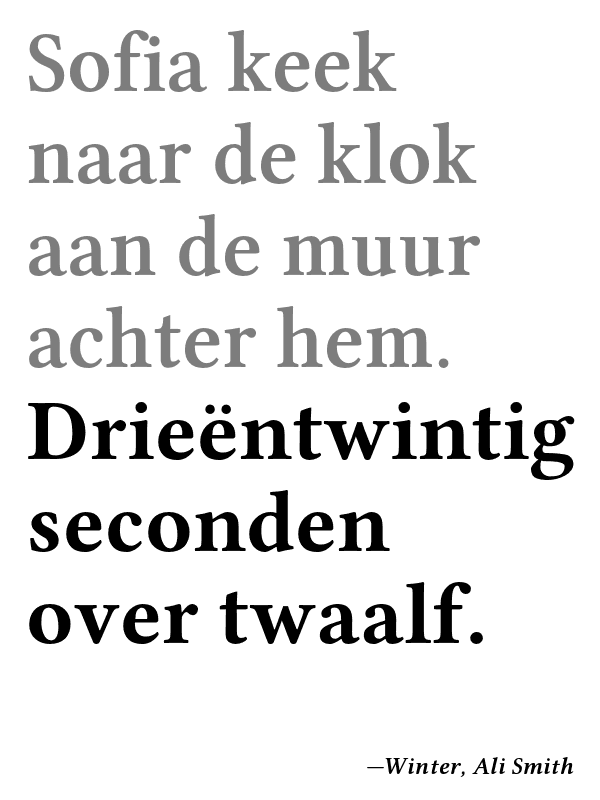 Sofia keek
naar de klok
aan de muur
achter hem.
Drieëntwintig
seconden
over twaalf.
—Winter, Ali Smith